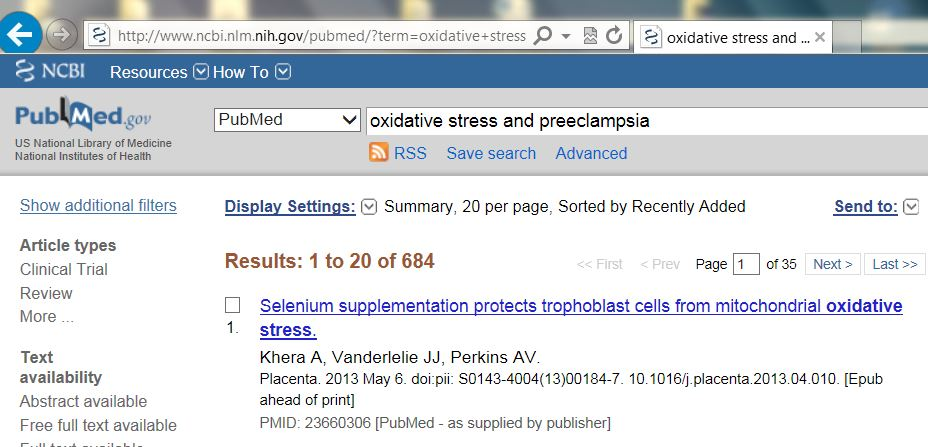 http://www.ncbi.nlm.nih.gov/pubmed/?term=oxidative+stress
oxidative stress and ...
NCBI Resources How To
PubMed.gov
US National Library of Medicine
National Institutes of Health
PubMed
oxidative stress and preeclampsia
RSS Save search Advanced
Show additional filters
Article types
Clinical Trial
Review
More ...
Text
availability
Abstract available
Free full text available
Full text available
Display Settings: Summary, 20 per page, Sorted by Recently Added Send to:
Results: 1 to 20 of 684
<< First < Prev Page 1 of 35 Next > Last >>
1.
Selenium supplementation protects trophoblast cells from mitochondrial oxidative
stress.
Khera A, Vanderlelie JJ, Perkins AV.
Placenta. 2013 May 6. doi:pii: S0143-4004(13)00184-7. 10.1016/j.placenta.2013.04.010. [Epub
ahead of print]
PMID: 23660306 [PubMed - as supplied by publisher]